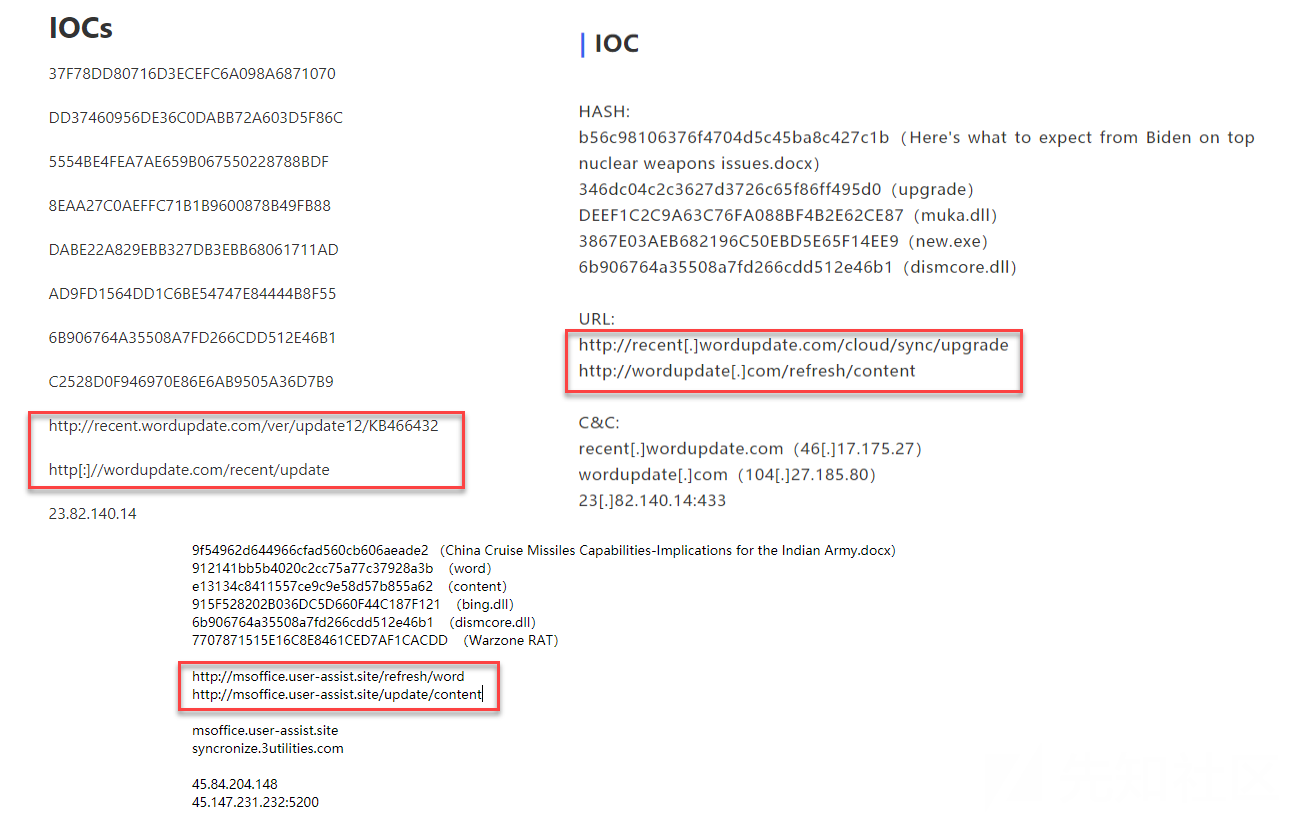 IOCs
37F78DD80716D3ECEFC6A098A6871070
DD37460956DE36C0DABB72A603D5F86C
5554BE4FEA7AE659B067550228788BDF
8EAA27C0AEFFC71B1B9600878B49FB88
DABE22A829EBB327DB3EBB68061711AD
AD9FD1564DD1C6BE54747E84444B8F55
6B906764A35508A7FD266CDD512E46B1
C2528D0F946970E86E6AB9505A36D7B9
http://recent.wordupdate.com/ver/update12/KB466432
http[:]//wordupdate.com/recent/update
23.82.140.14
IOC
HASH:
b56c98106376f4704d5c45ba8c427c1b（Here's what to expect from Biden on top
nuclear weapons issues.docx）
346dc04c2c3627d3726c65f86ff495d0（upgrade）
DEEF1C2C9A63C76FA088BF4B2E62CE87（muka.dll）
3867E03AEB682196C50EBD5E65F14EE9（new.exe）
6b906764a35508a7fd266cdd512e46b1（dismcore.dll）
URL:
http://recent[.]wordupdate.com/cloud/sync/upgrade
http://wordupdate[.]com/refresh/content
C&C:
recent[.]wordupdate.com（46[.]17.175.27）
wordupdate[.]com（104[.]27.185.80）
23[.]82.140.14:433
9f54962d644966cfad560cb606aeade2 （China Cruise Missiles Capabilities-Implications for the Indian Army.docx）
912141bb5b4020c2cc75a77c37928a3b （word）
e13134c8411557ce9c9e58d57b855a62 （content）
915F528202B036DC5D660F44C187F121 （bing.dll）
6b906764a35508a7fd266cdd512e46b1 （dismcore.dll）
7707871515E16C8E8461CED7AF1CACDD （Warzone RAT）
http://msoffice.user-assist.site/refresh/word
http://msoffice.user-assist.site/update/content
msoffice.user-assist.site
syncronize.3utilities.com
45.84.204.148
45.147.231.232:5200